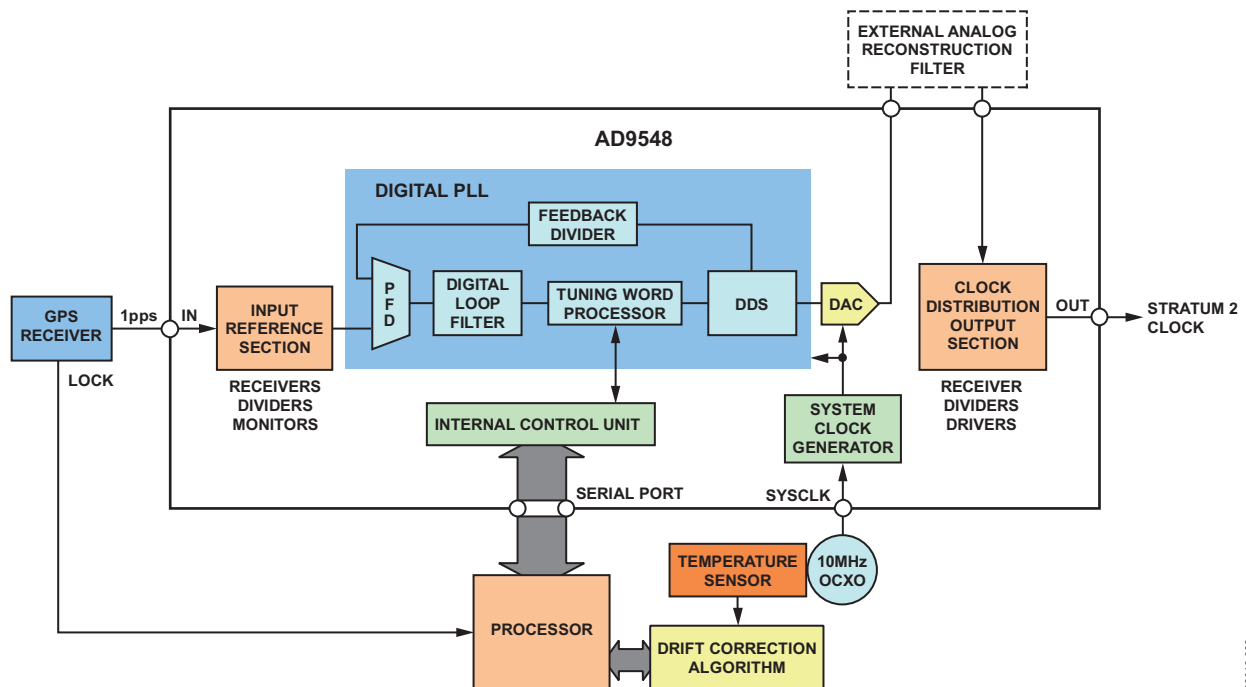 EXTERNAL ANALOG
RECONSTRUCTION
FILTER
AD9548
DIGITAL PLL
FEEDBACK
DIVIDER
PFD
DIGITAL
LOOP
FILTER
TUNING WORD
PROCESSOR
DDS
DAC
CLOCK
DISTRIBUTION
OUTPUT
SECTION
OUT
STRATUM 2
CLOCK
GPS
RECEIVER
1pps
IN
INPUT
REFERENCE
SECTION
LOCK
RECEIVERS
DIVIDERS
MONITORS
RECEIVER
DIVIDERS
DRIVERS
INTERNAL CONTROL UNIT
SYSTEM
CLOCK
GENERATOR
SERIAL PORT
SYSCLK
TEMPERATURE
SENSOR
10MHz
OCXO
PROCESSOR
DRIFT CORRECTION
ALGORITHM